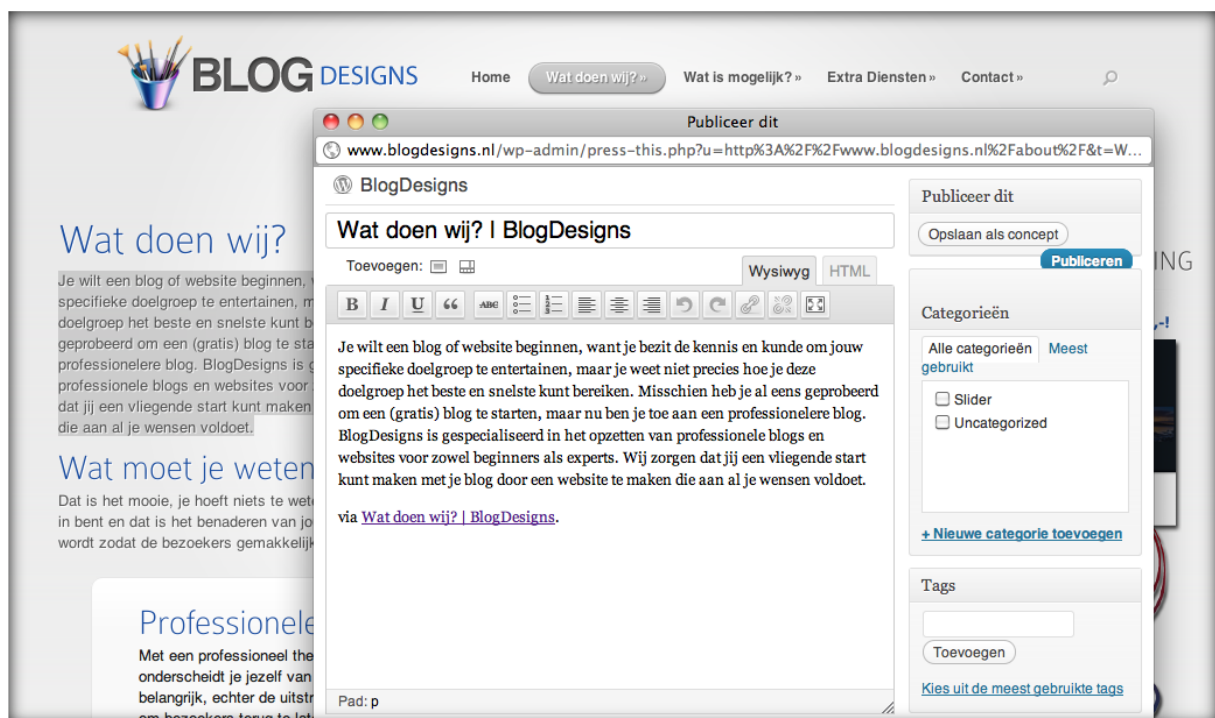 BLOG DESIGNS
Home Wat doen wij? » Wat is mogelijk? » Extra Diensten » Contact »
Publiceer dit
www.blogdesigns.nl/wp-admin/press-this.php?u=http%3A%2F%2Fwww.blogdesigns.nl%2Fabout%2F&t=W...
BlogDesigns
Wat doen wij? | BlogDesigns
Toevoegen:
Wysiwyg HTML
B I U ABC
Je wilt een blog of website beginnen, want je bezit de kennis en kunde om jouw
specifieke doelgroep te entertainen, maar je weet niet precies hoe je deze
doelgroep het beste en snelste kunt bereiken. Misschien heb je al eens geprobeerd
om een (gratis) blog te starten, maar nu ben je toe aan een professionelere blog.
BlogDesigns is gespecialiseerd in het opzetten van professionele blogs en
websites voor zowel beginners als experts. Wij zorgen dat jij een vliegende start
kunt maken met je blog door een website te maken die aan al je wensen voldoet.
via Wat doen wij? | BlogDesigns.
Pad: p
Publiceer dit
Opslaan als concept
Publiceren
Categorieën
Alle categorieën Meest
gebruikt
Slider
Uncategorized
+ Nieuwe categorie toevoegen
Tags
Toevoegen
Kies uit de meest gebruikte tags
Wat doen wij?
Je wilt een blog of website beginnen,
specifieke doelgroep te entertainen,
doelgroep het beste en snelste kunt
geprobeerd om een (gratis) blog te
professionelere blog. BlogDesigns is
professionele blogs en websites voor
dat jij een vliegende start kunt maken
die aan al je wensen voldoet.
Wat moet je weten
Dat is het mooie, je hoeft niets te
in bent en dat is het benaderen van
wordt zodat de bezoekers gemakkelijk
Professionele
Met een professioneel
onderscheidt je jezelf van
belangrijk, echter de
ING
,-!